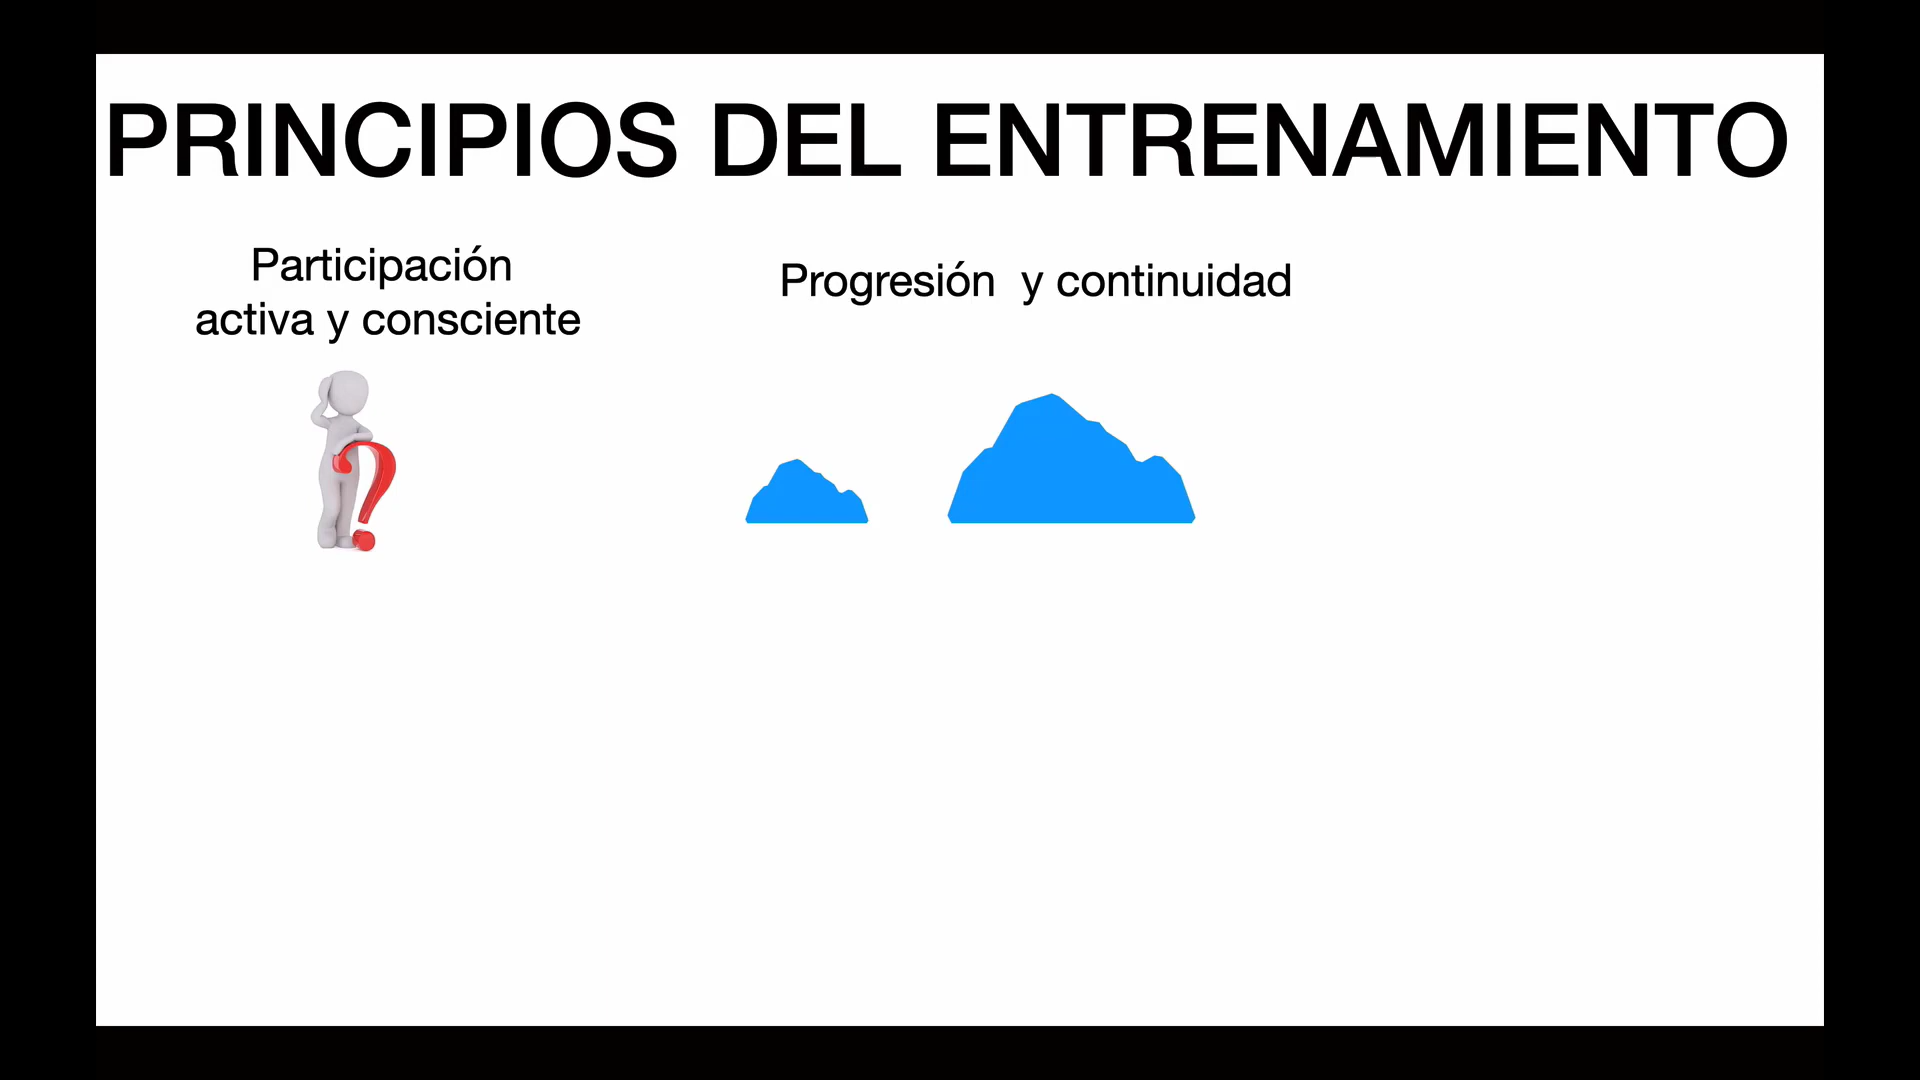 PRINCIPIOS DEL ENTRENAMIENTO
Participación
activa y consciente
Progresión  y continuidad